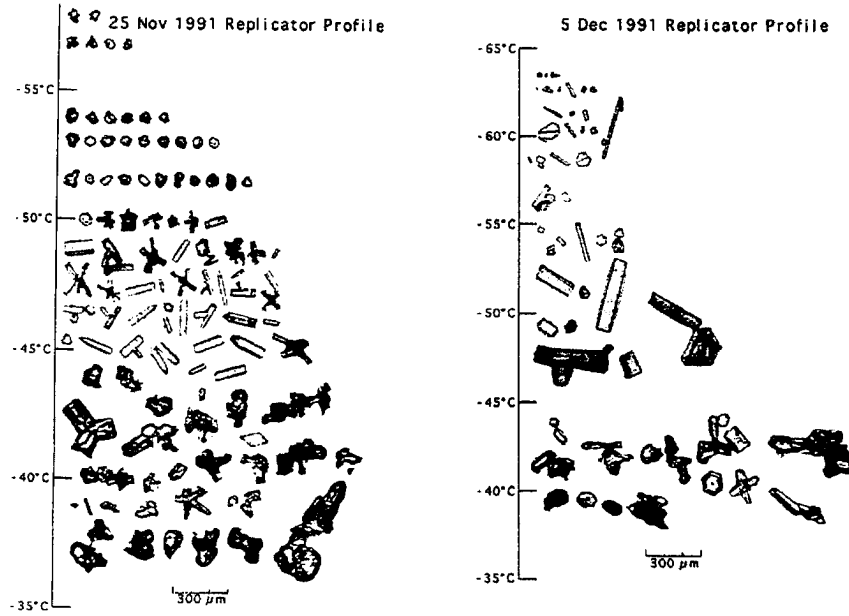 25 Nov 1991 Replicator Profile
-55°C
-50°C
-45°C
-40°C
-35°C
300 µm
5 Dec 1991 Replicator Profile
-65°C
-60°C
-55°C
-50°C
-45°C
-40°C
-35°C
300 µm